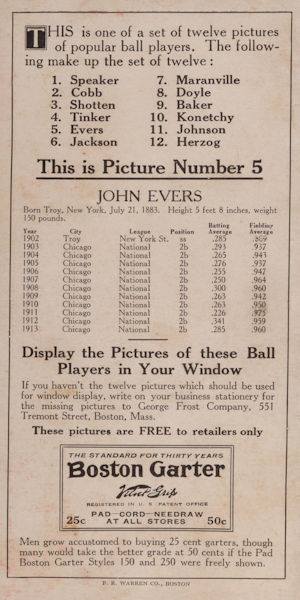 THIS is one of a set of twelve pictures
of popular ball players. The follow-
ing make up the set of twelve:
1. Speaker 7. Maranville
2. Cobb 8. Doyle
3. Shotten 9. Baker
4. Tinker 10. Konetchy
5. Evers 11. Johnson
6. Jackson 12. Herzog
This is Picture Number 5
JOHN EVERS
Born Troy, New York, July 21, 1883. Height 5 feet 8 inches, weight
150 pounds.
Year City League Position Batting Average Fielding Average
1902 Troy New York St. ss .285 .869
1903 Chicago National 2b .293 .937
1904 Chicago National 2b .265 .943
1905 Chicago National 2b .276 .937
1906 Chicago National 2b .255 .947
1907 Chicago National 2b .250 .964
1908 Chicago National 2b .300 .960
1909 Chicago National 2b .263 .942
1910 Chicago National 2b .263 .950
1911 Chicago National 2b .226 .975
1912 Chicago National 2b .341 .959
1913 Chicago National 2b .285 .960
Display the Pictures of these Ball
Players in Your Window
If you haven't the twelve pictures which should be used
for window display, write on your business stationery for
the missing pictures to George Frost Company, 551
Tremont Street, Boston, Mass.
These pictures are FREE to retailers only
THE STANDARD FOR THIRTY YEARS
Boston Garter
Velvet Grip
REGISTERED IN U. S. PATENT OFFICE
25c PAD-CORD-NEEDRAW 50c
AT ALL STORES
Men grow accustomed to buying 25 cent garters, though
many would take the better grade at 50 cents if the Pad
Boston Garter Styles 150 and 250 were freely shown.
P. R. WARREN CO., BOSTON